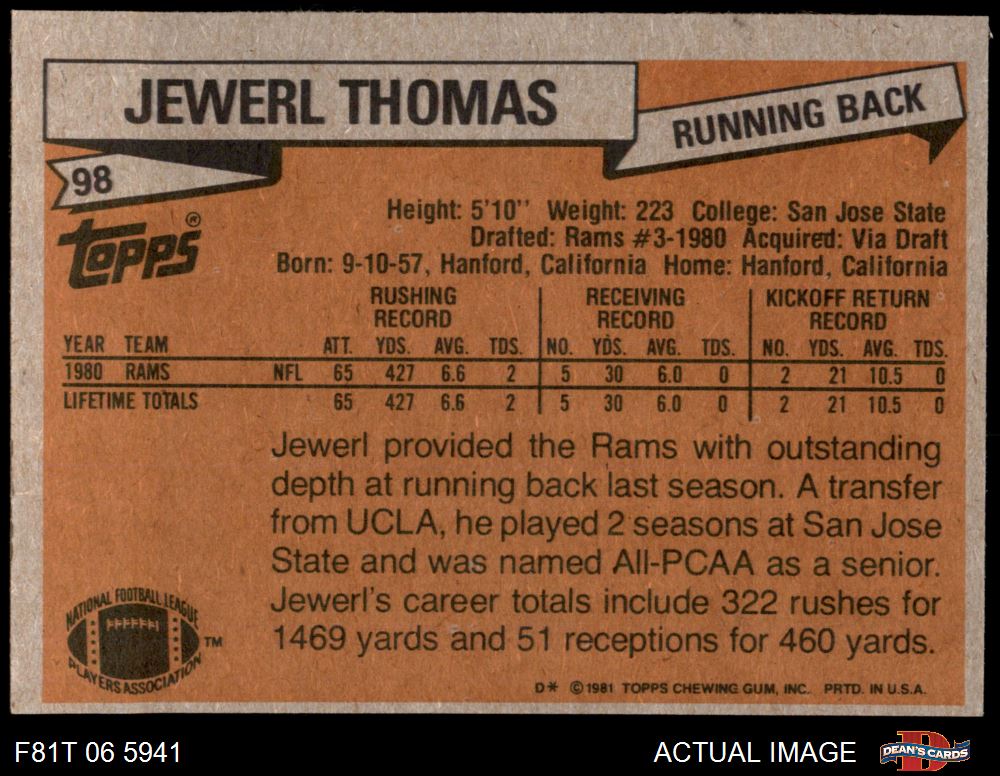 JEWERL THOMAS
RUNNING BACK
98
TOPPS®
Height: 5'10'' Weight: 223 College: San Jose State
Drafted: Rams #3-1980 Acquired: Via Draft
Born: 9-10-57, Hanford, California Home: Hanford, California
RUSHING RECORD RECEIVING RECORD KICKOFF RETURN RECORD
YEAR TEAM ATT. YDS. AVG. TDS. NO. YDS. AVG. TDS. NO. YDS. AVG. TDS.
1980 RAMS NFL 65 427 6.6 2 5 30 6.0 0 2 21 10.5 0
LIFETIME TOTALS 65 427 6.6 2 5 30 6.0 0 2 21 10.5 0
Jewerl provided the Rams with outstanding
depth at running back last season. A transfer
from UCLA, he played 2 seasons at San Jose
State and was named All-PCAA as a senior.
Jewerl's career totals include 322 rushes for
1469 yards and 51 receptions for 460 yards.
NATIONAL FOOTBALL LEAGUE
PLAYERS ASSOCIATION
TM
D* ©1981 TOPPS CHEWING GUM, INC. PRTD. IN U.S.A.
F81T 06 5941
ACTUAL IMAGE
DEAN'S CARDS